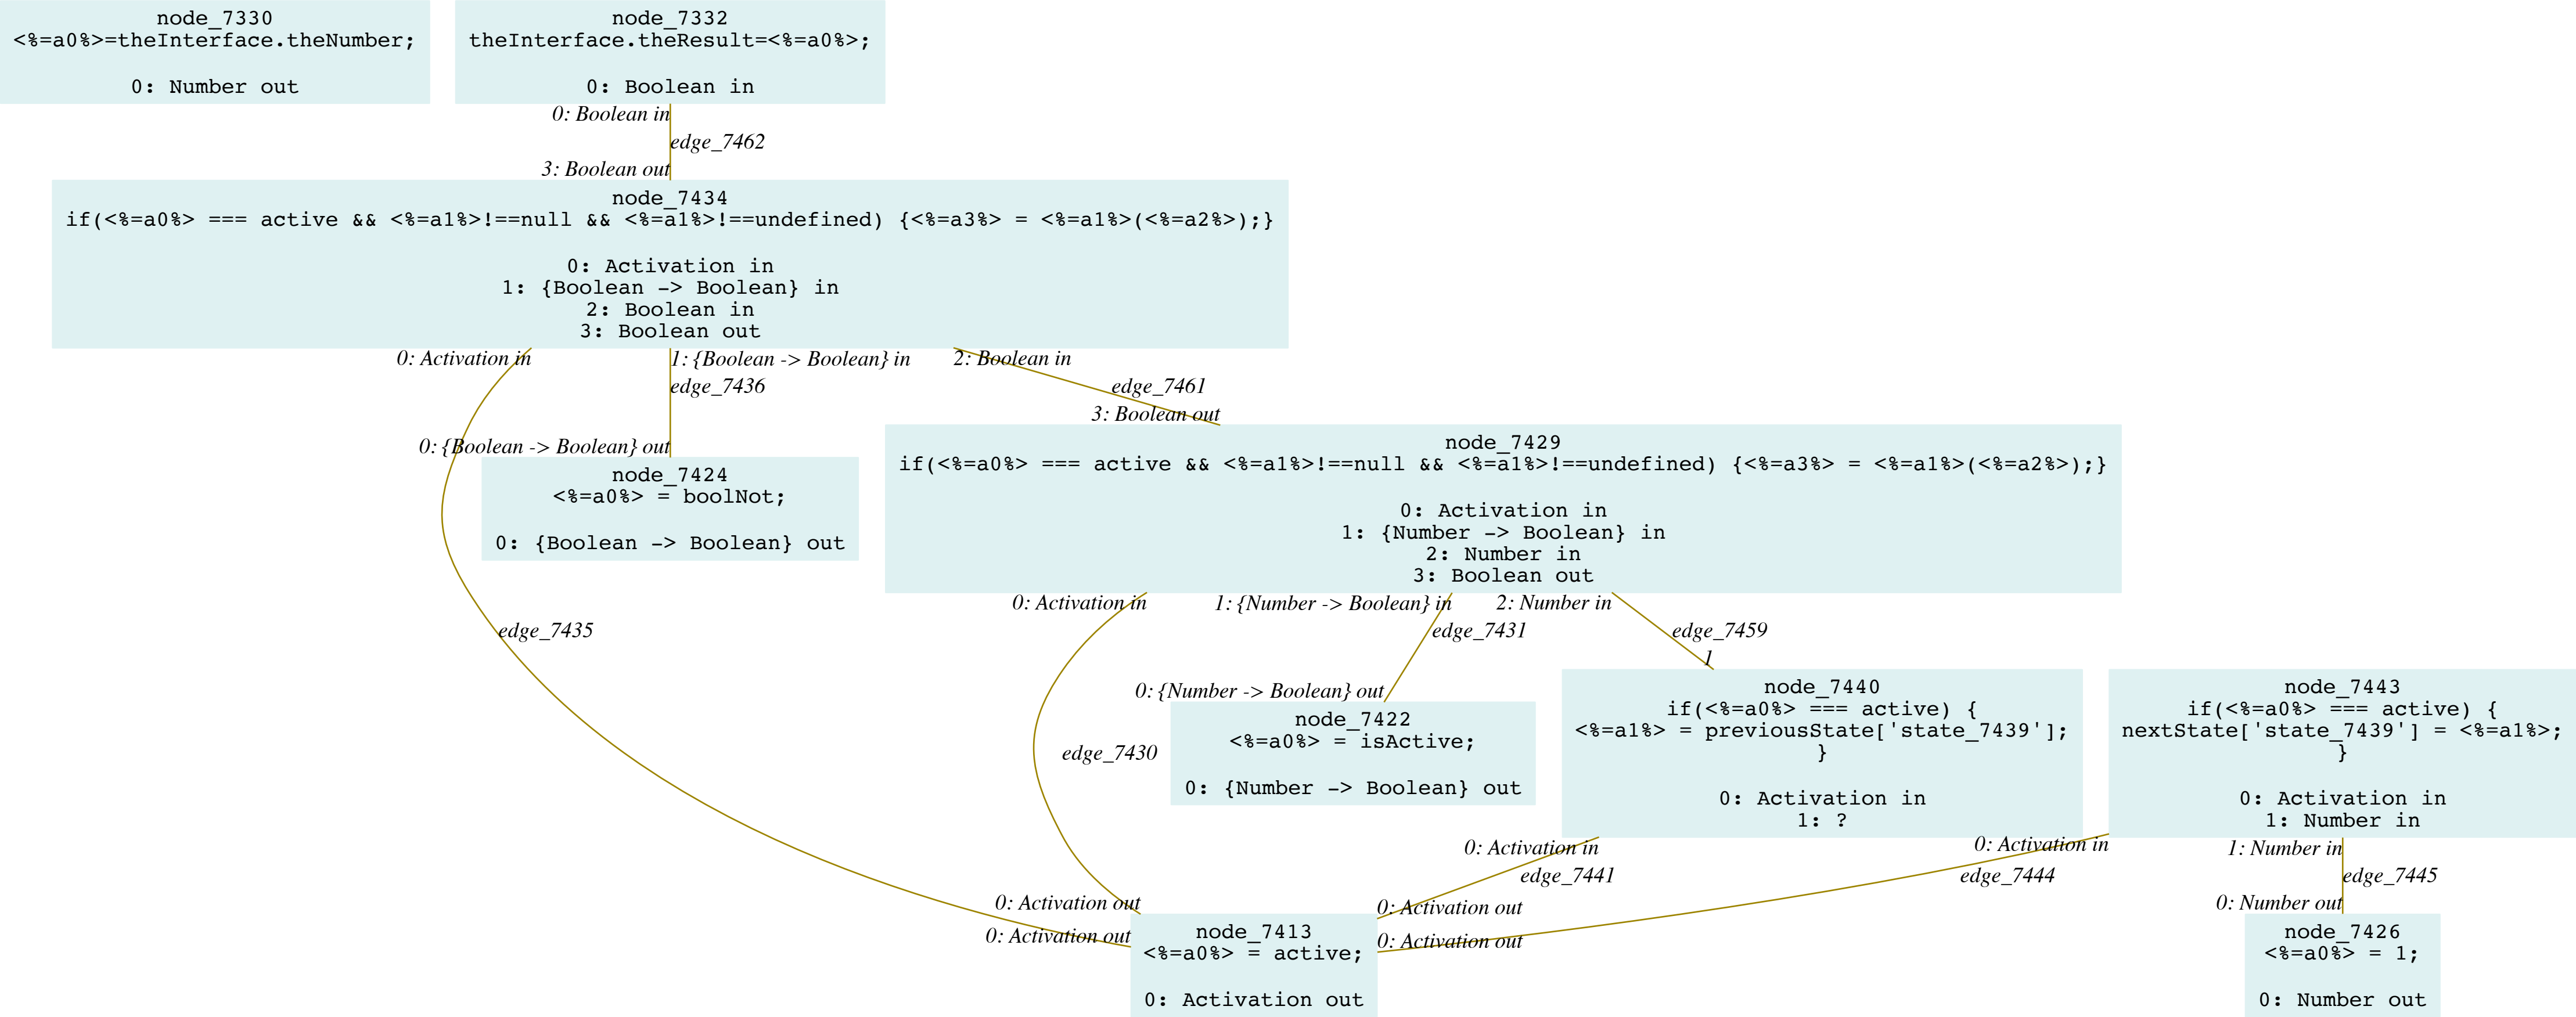 node_7330
<%=a0%>=theInterface.theNumber;
0: Number out
node_7332
theInterface.theResult=<%=a0%>;
0: Boolean in
0: Boolean in
edge_7462
3: Boolean out
node_7434
if(<%=a0%> === active && <%=a1%>!==null && <%=a1%>!==undefined) {<%=a3%> = <%=a1%>(<%=a2%>);}
0: Activation in
1: {Boolean -> Boolean} in
2: Boolean in
3: Boolean out
0: Activation in
1: {Boolean -> Boolean} in
2: Boolean in
edge_7436
edge_7461
3: Boolean out
0: {Boolean -> Boolean} out
node_7424
<%=a0%> = boolNot;
0: {Boolean -> Boolean} out
node_7429
if(<%=a0%> === active && <%=a1%>!==null && <%=a1%>!==undefined) {<%=a3%> = <%=a1%>(<%=a2%>);}
0: Activation in
1: {Number -> Boolean} in
2: Number in
3: Boolean out
0: Activation in
1: {Number -> Boolean} in
2: Number in
edge_7435
edge_7431
edge_7459
1
0: {Number -> Boolean} out
edge_7430
node_7422
<%=a0%> = isActive;
0: {Number -> Boolean} out
node_7440
if(<%=a0%> === active) {
<%=a1%> = previousState['state_7439'];
}
0: Activation in
1: ?
node_7443
if(<%=a0%> === active) {
nextState['state_7439'] = <%=a1%>;
}
0: Activation in
1: Number in
0: Activation in
0: Activation in
1: Number in
edge_7441
edge_7444
edge_7445
0: Activation out
0: Activation out
0: Number out
0: Activation out
0: Activation out
node_7413
<%=a0%> = active;
0: Activation out
node_7426
<%=a0%> = 1;
0: Number out